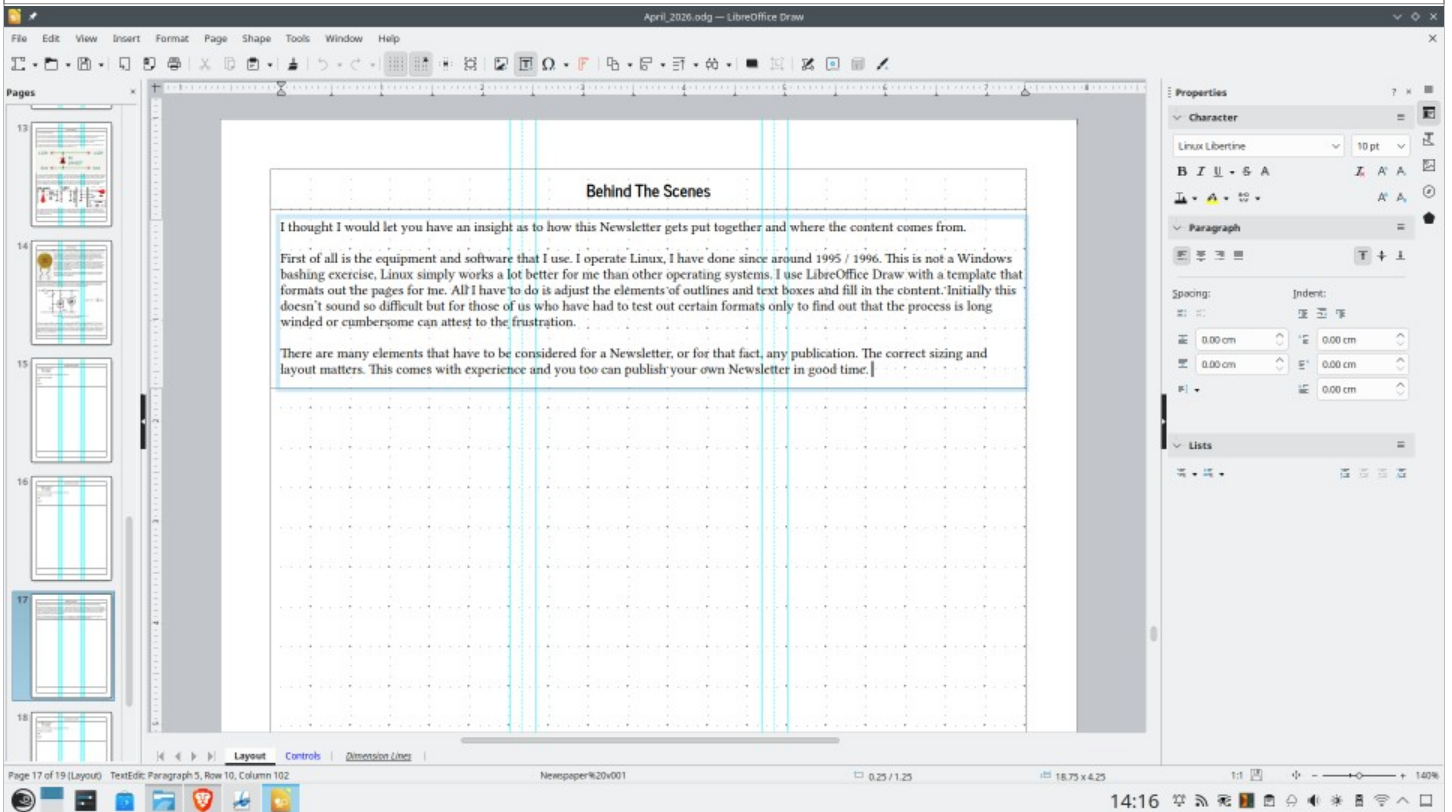 April_2026.odg — LibreOffice Draw
File Edit View Insert Format Page Shape Tools Window Help
Pages
13
14
15
16
17
18
Behind The Scenes
I thought I would let you have an insight as to how this Newsletter gets put together and where the content comes from.
First of all is the equipment and software that I use. I operate Linux, I have done since around 1995 / 1996. This is not a Windows
bashing exercise, Linux simply works a lot better for me than other operating systems. I use LibreOffice Draw with a template that
formats out the pages for me. All I have to do is adjust the elements of outlines and text boxes and fill in the content. Initially this
doesn't sound so difficult but for those of us who have had to test out certain formats only to find out that the process is long
winded or cumbersome can attest to the frustration.
There are many elements that have to be considered for a Newsletter, or for that fact, any publication. The correct sizing and
layout matters. This comes with experience and you too can publish your own Newsletter in good time.
Properties
Character
Linux Libertine 10 pt
Paragraph
Spacing: Indent:
0.00 cm 0.00 cm
0.00 cm 0.00 cm
0.00 cm
Lists
Layout Controls Dimension Lines
Page 17 of 19 (Layout) TextEdit: Paragraph 5, Row 10, Column 102 Newspaper%20v001 0.25 / 1.25 18.75 x 4.25 1:1 140%
14:16